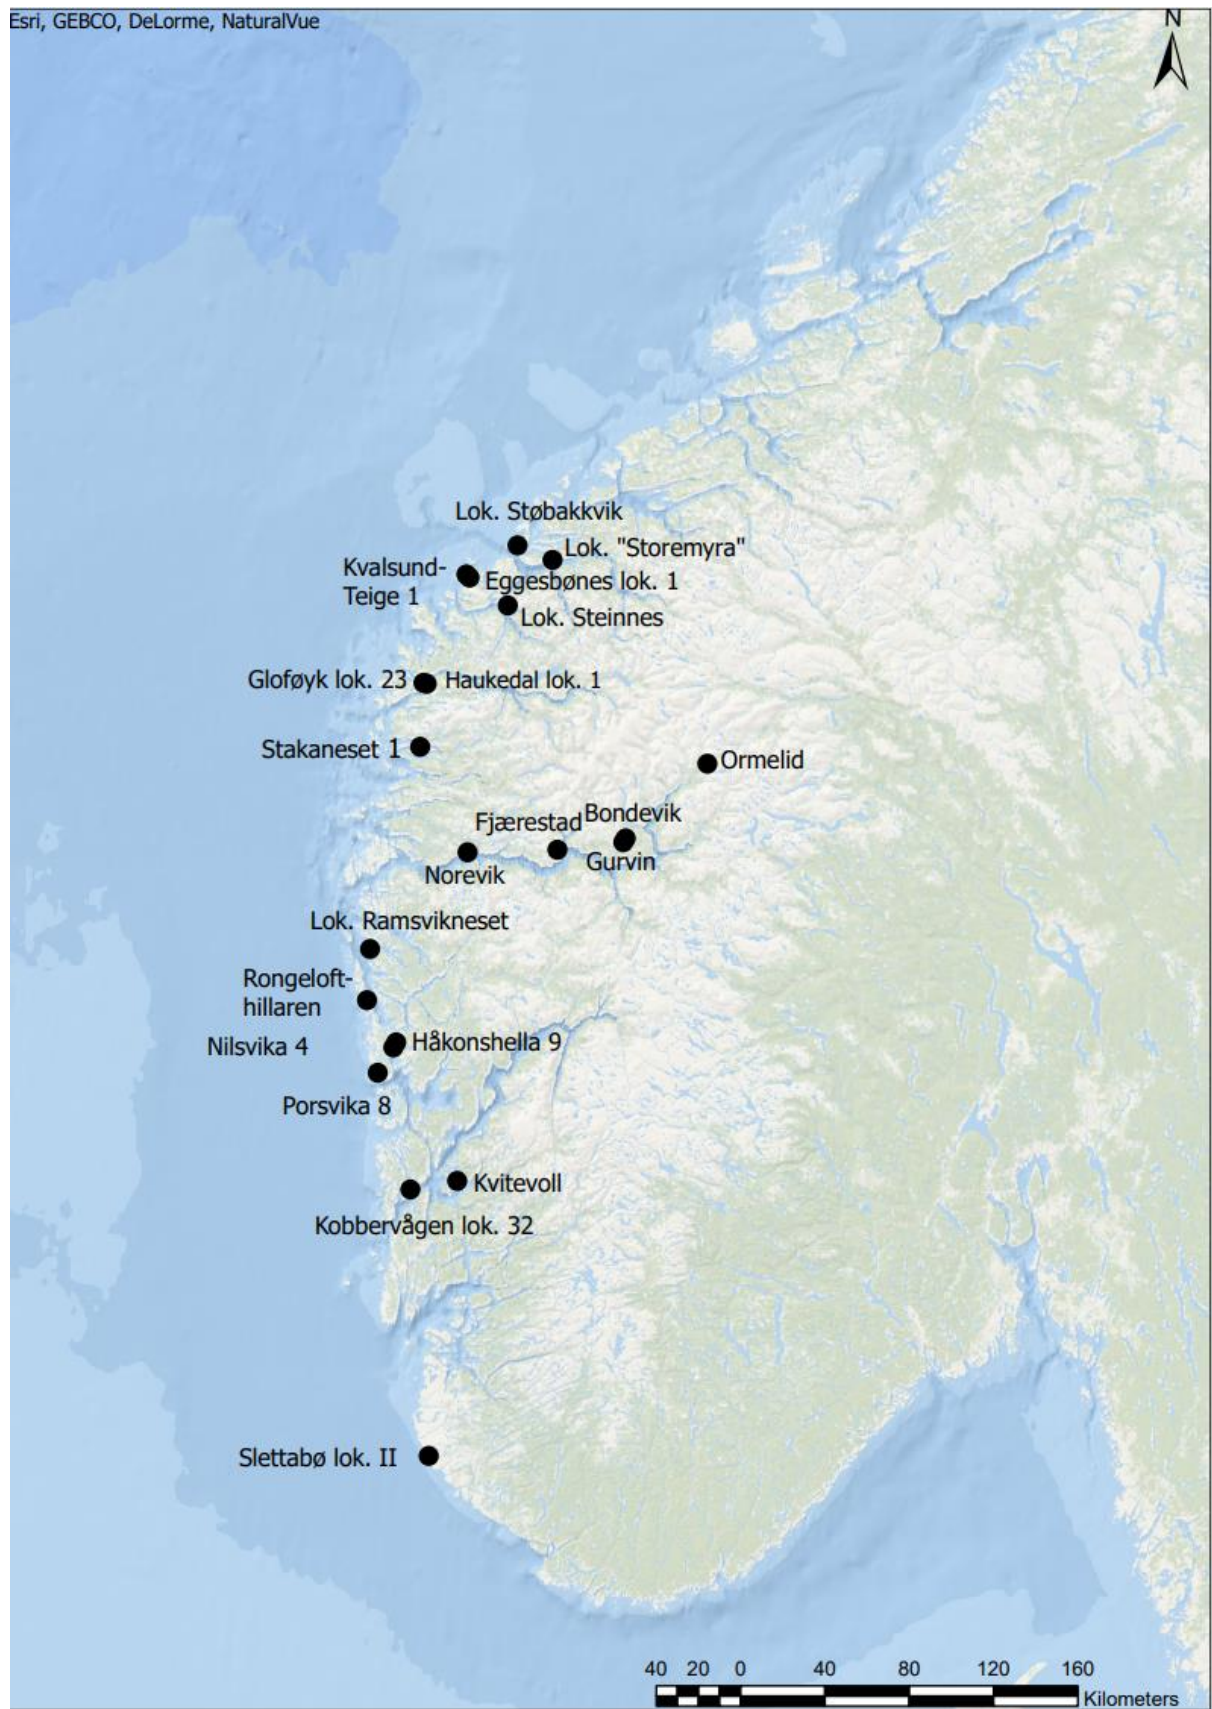 Esri, GEBCO, DeLorme, NaturalVue
N
Lok. Støbakkvik
Lok. "Storemyra"
Kvalsund-
Teige 1
Eggesbønes lok. 1
Lok. Steinnes
Gloføyk lok. 23
Haukedal lok. 1
Stakaneset 1
Ormelid
Bondevik
Fjærestad
Gurvin
Norevik
Lok. Ramsvikneset
Rongeloft-
hillaren
Nilsvika 4
Håkonshella 9
Porsvika 8
Kvitevoll
Kobbervågen lok. 32
Slettabø lok. II
40 20 0 40 80 120 160
Kilometers